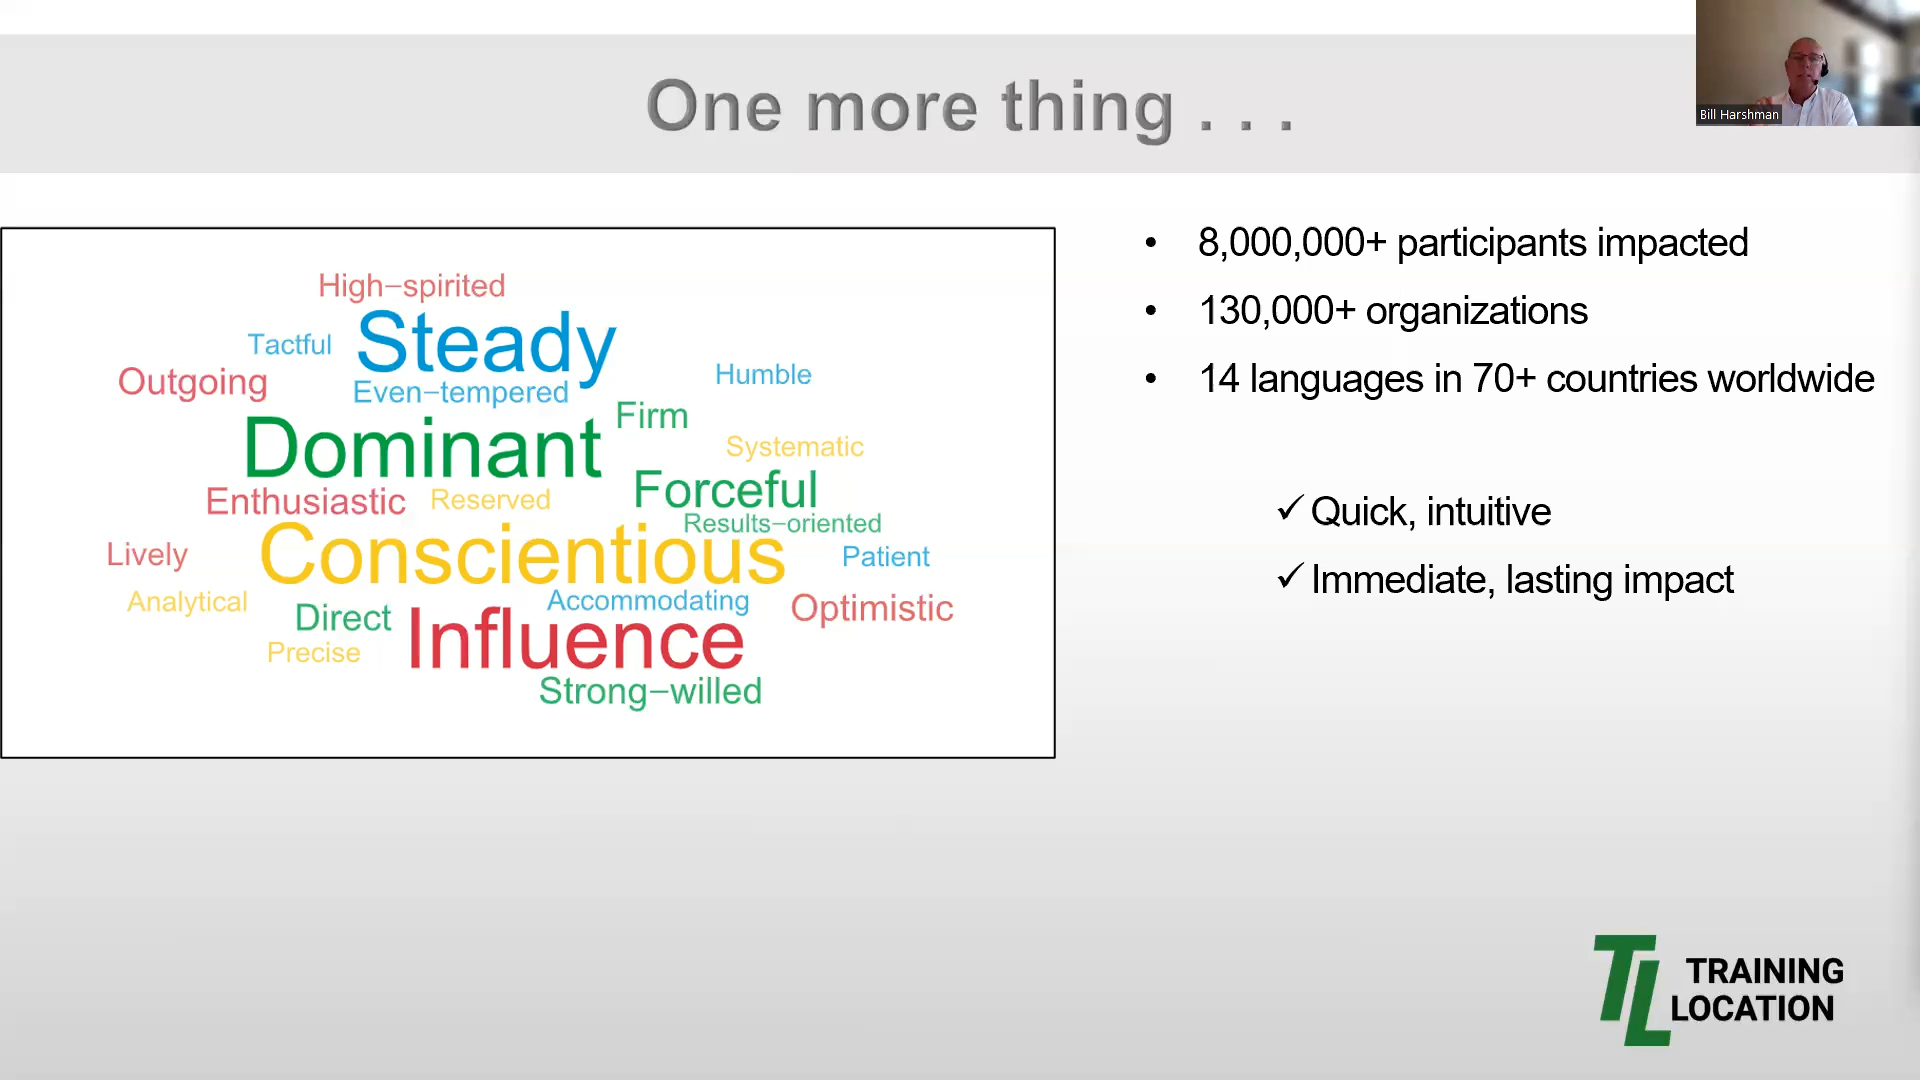 One more thing . . .
Bill Harshman
High-spirited
Steady
Tactful
Humble
Outgoing
Even-tempered
Firm
Dominant
Systematic
Forceful
Enthusiastic
Reserved
Results-oriented
Conscientious
Lively
Patient
Analytical
Accommodating
Optimistic
Direct
Influence
Precise
Strong-willed
• 8,000,000+ participants impacted
• 130,000+ organizations
• 14 languages in 70+ countries worldwide
✓ Quick, intuitive
✓ Immediate, lasting impact
TL
TRAINING
LOCATION